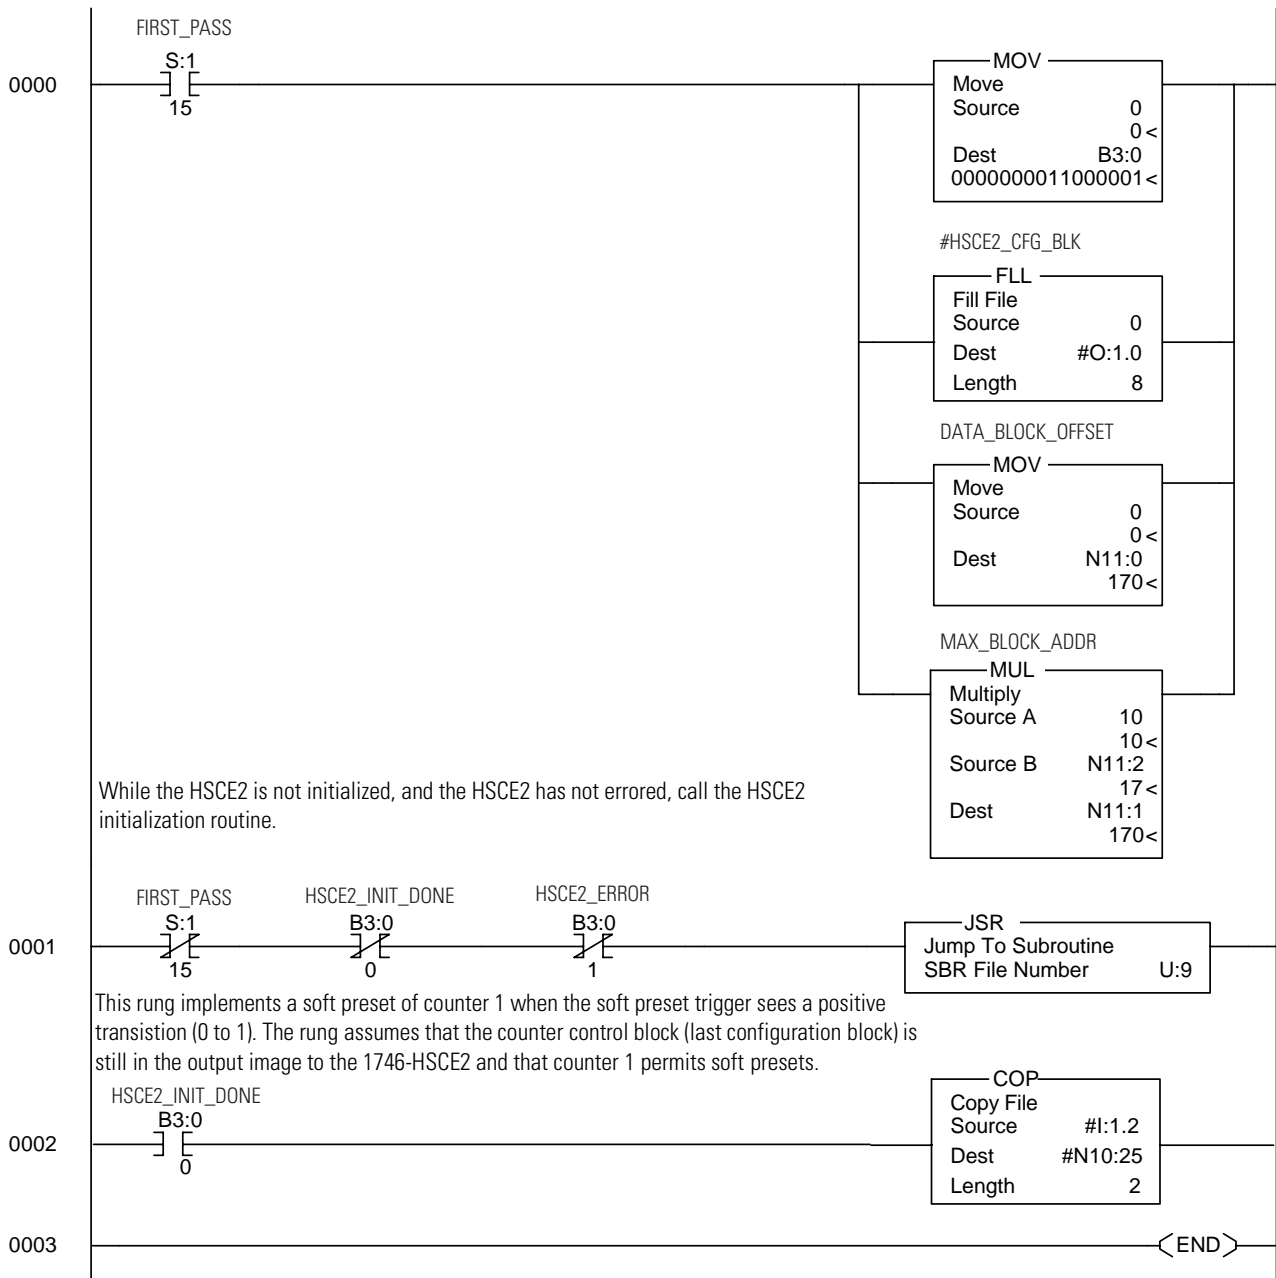 FIRST_PASS
S:1
0000
15
MOV
Move
Source 0
0<
Dest B3:0
0000000011000001<
#HSCE2_CFG_BLK
FLL
Fill File
Source 0
Dest #O:1.0
Length 8
DATA_BLOCK_OFFSET
MOV
Move
Source 0
0<
Dest N11:0
170<
MAX_BLOCK_ADDR
MUL
Multiply
Source A 10
10<
Source B N11:2
17<
Dest N11:1
170<
While the HSCE2 is not initialized, and the HSCE2 has not errored, call the HSCE2
initialization routine.
FIRST_PASS HSCE2_INIT_DONE HSCE2_ERROR
S:1 B3:0 B3:0
0001
15 0 1
JSR
Jump To Subroutine
SBR File Number U:9
This rung implements a soft preset of counter 1 when the soft preset trigger sees a positive
transistion (0 to 1). The rung assumes that the counter control block (last configuration block) is
still in the output image to the 1746-HSCE2 and that counter 1 permits soft presets.
HSCE2_INIT_DONE
B3:0
0002
0
COP
Copy File
Source #I:1.2
Dest #N10:25
Length 2
0003
END